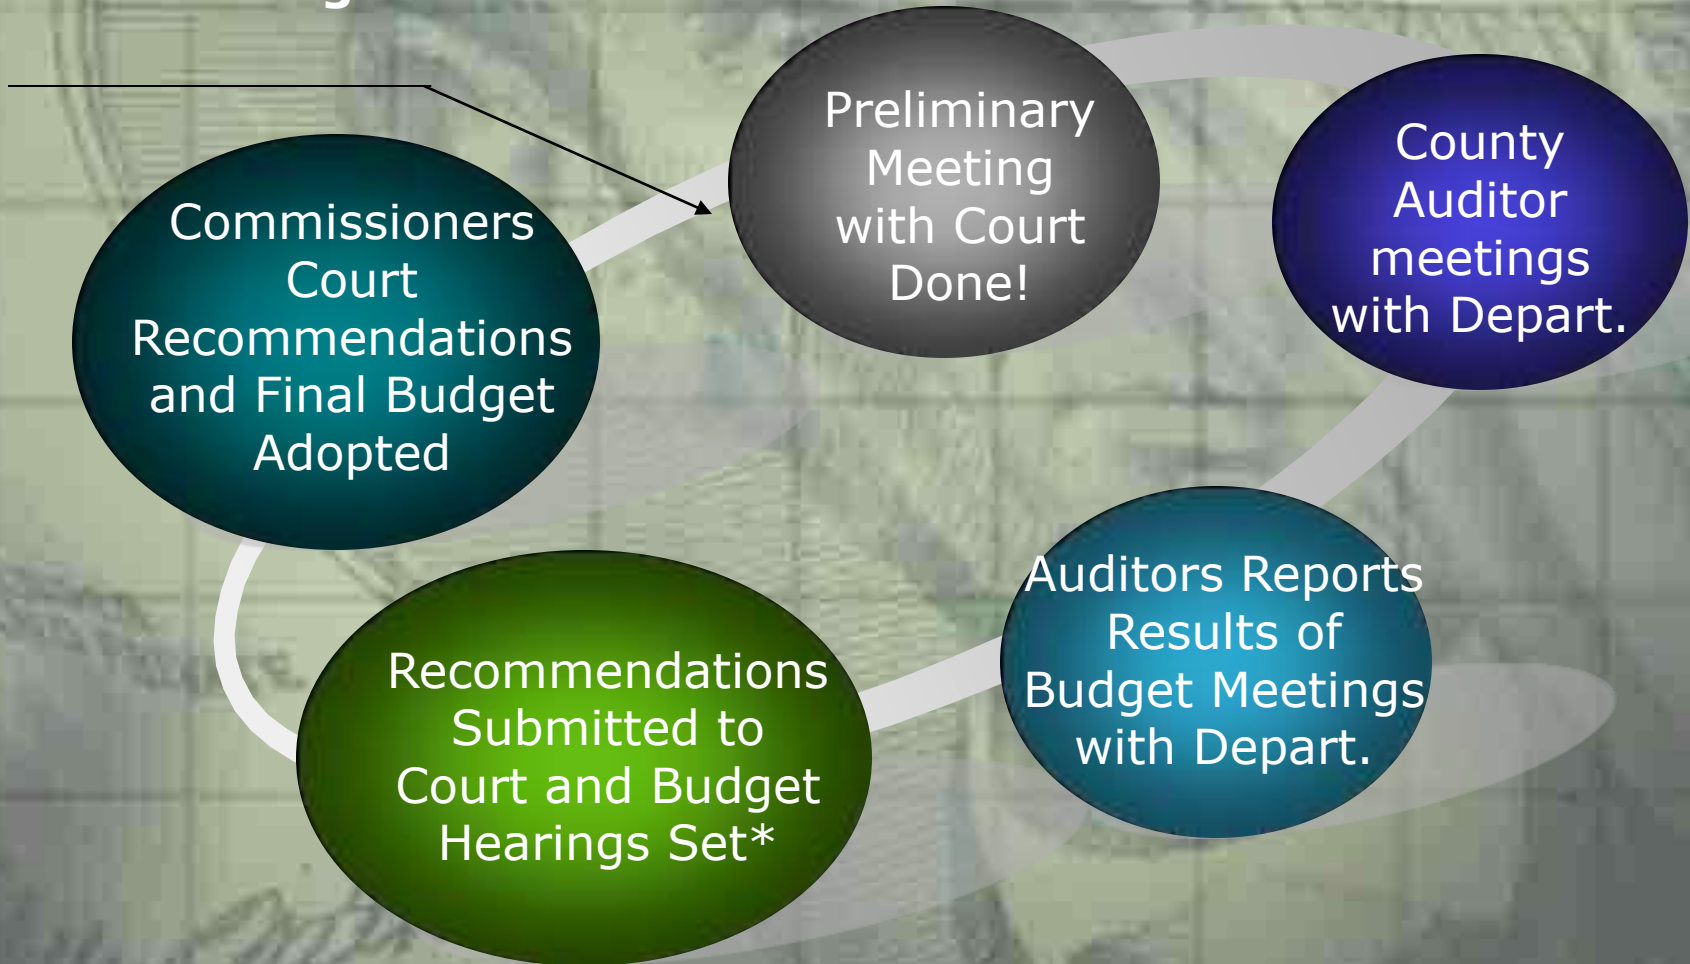 Preliminary
Meeting
with Court
Done!
County
Auditor
meetings
with Depart.
Auditors Reports
Results of
Budget Meetings
with Depart.
Recommendations
Submitted to
Court and Budget
Hearings Set*
Commissioners
Court
Recommendations
and Final Budget
Adopted